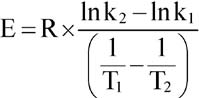 E = R × (ln k₂ − ln k₁) / (1/T₁ − 1/T₂)